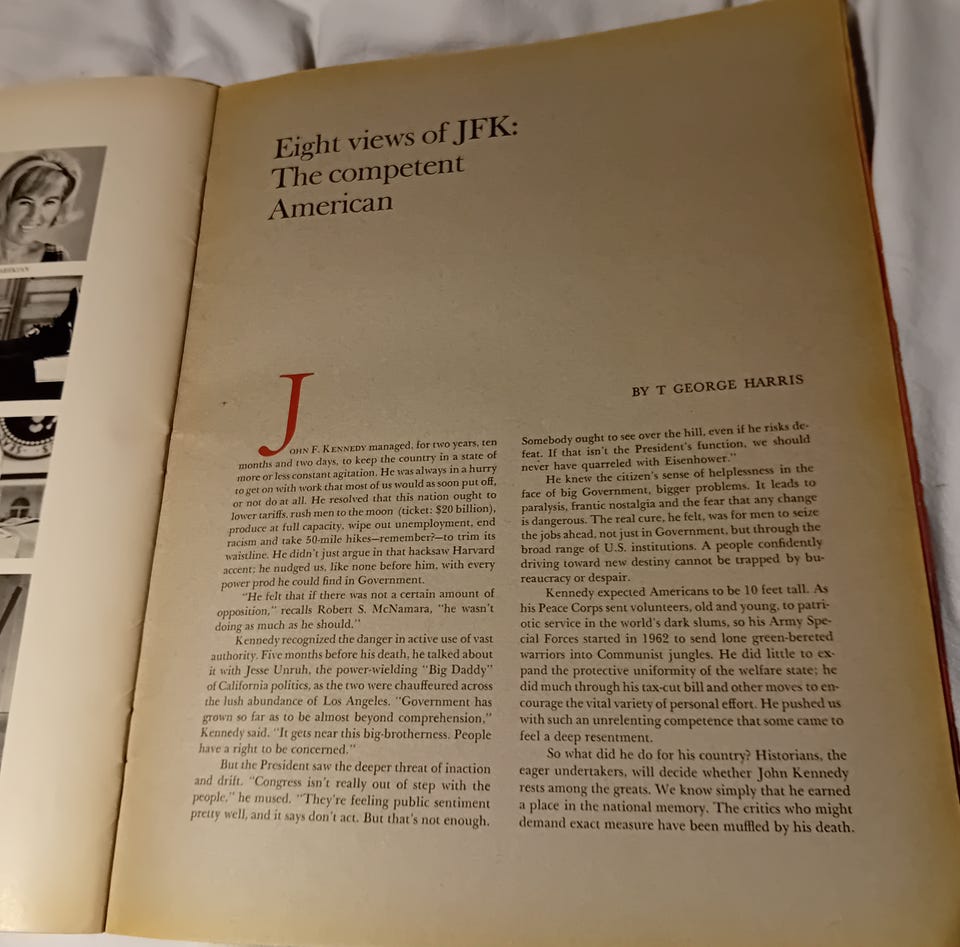 Eight views of JFK:
The competent
American
BY T GEORGE HARRIS
JOHN F. KENNEDY managed, for two years, ten
months and two days, to keep the country in a state of
more or less constant agitation. He was always in a hurry
to get on with work that most of us would as soon put off,
or not do at all. He resolved that this nation ought to
lower tariffs, rush men to the moon (ticket: $20 billion),
produce at full capacity, wipe out unemployment, end
racism and take 50-mile hikes—remember?—to trim its
waistline. He didn't just argue in that hacksaw Harvard
accent; he nudged us, like none before him, with every
power prod he could find in Government.
"He felt that if there was not a certain amount of
opposition," recalls Robert S. McNamara, "he wasn't
doing as much as he should."
Kennedy recognized the danger in active use of vast
authority. Five months before his death, he talked about
it with Jesse Unruh, the power-wielding "Big Daddy"
of California politics, as the two were chauffeured across
the lush abundance of Los Angeles. "Government has
grown so far as to be almost beyond comprehension,"
Kennedy said. "It gets near this big-brotherness. People
have a right to be concerned."
But the President saw the deeper threat of inaction
and drift. "Congress isn't really out of step with the
people," he mused. "They're feeling public sentiment
pretty well, and it says don't act. But that's not enough.
Somebody ought to see over the hill, even if he risks de-
feat. If that isn't the President's function, we should
never have quarreled with Eisenhower."
He knew the citizen's sense of helplessness in the
face of big Government, bigger problems. It leads to
paralysis, frantic nostalgia and the fear that any change
is dangerous. The real cure, he felt, was for men to seize
the jobs ahead, not just in Government, but through the
broad range of U.S. institutions. A people confidently
driving toward new destiny cannot be trapped by bu-
reaucracy or despair.
Kennedy expected Americans to be 10 feet tall. As
his Peace Corps sent volunteers, old and young, to patri-
otic service in the world's dark slums, so his Army Spe-
cial Forces started in 1962 to send lone green-bereted
warriors into Communist jungles. He did little to ex-
pand the protective uniformity of the welfare state; he
did much through his tax-cut bill and other moves to en-
courage the vital variety of personal effort. He pushed us
with such an unrelenting competence that some came to
feel a deep resentment.
So what did he do for his country? Historians, the
eager undertakers, will decide whether John Kennedy
rests among the greats. We know simply that he earned
a place in the national memory. The critics who might
demand exact measure have been muffled by his death.